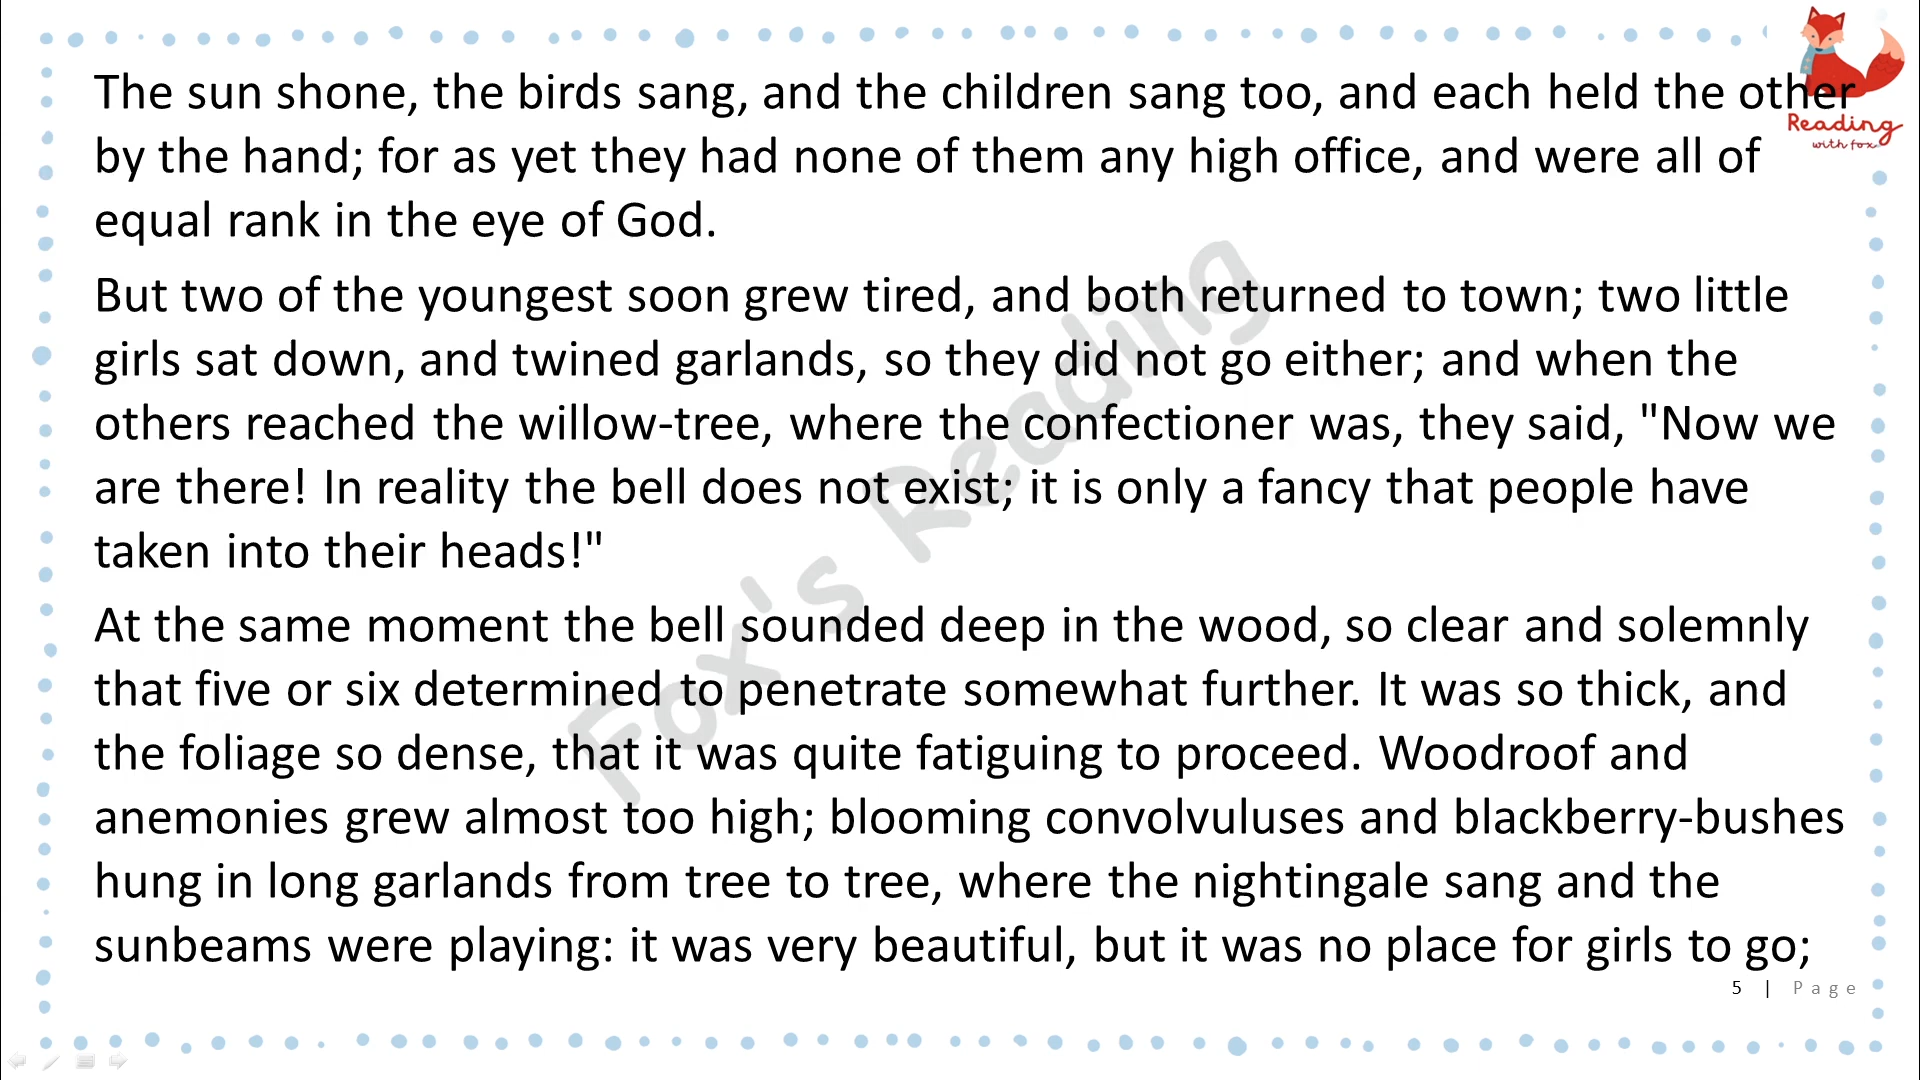 The sun shone, the birds sang, and the children sang too, and each held the other
by the hand; for as yet they had none of them any high office, and were all of
equal rank in the eye of God.
But two of the youngest soon grew tired, and both returned to town; two little
girls sat down, and twined garlands, so they did not go either; and when the
others reached the willow-tree, where the confectioner was, they said, "Now we
are there! In reality the bell does not exist; it is only a fancy that people have
taken into their heads!"
At the same moment the bell sounded deep in the wood, so clear and solemnly
that five or six determined to penetrate somewhat further. It was so thick, and
the foliage so dense, that it was quite fatiguing to proceed. Woodroof and
anemonies grew almost too high; blooming convolvuluses and blackberry-bushes
hung in long garlands from tree to tree, where the nightingale sang and the
sunbeams were playing: it was very beautiful, but it was no place for girls to go;
5 | Page
Reading
with fox
Fox's Reading